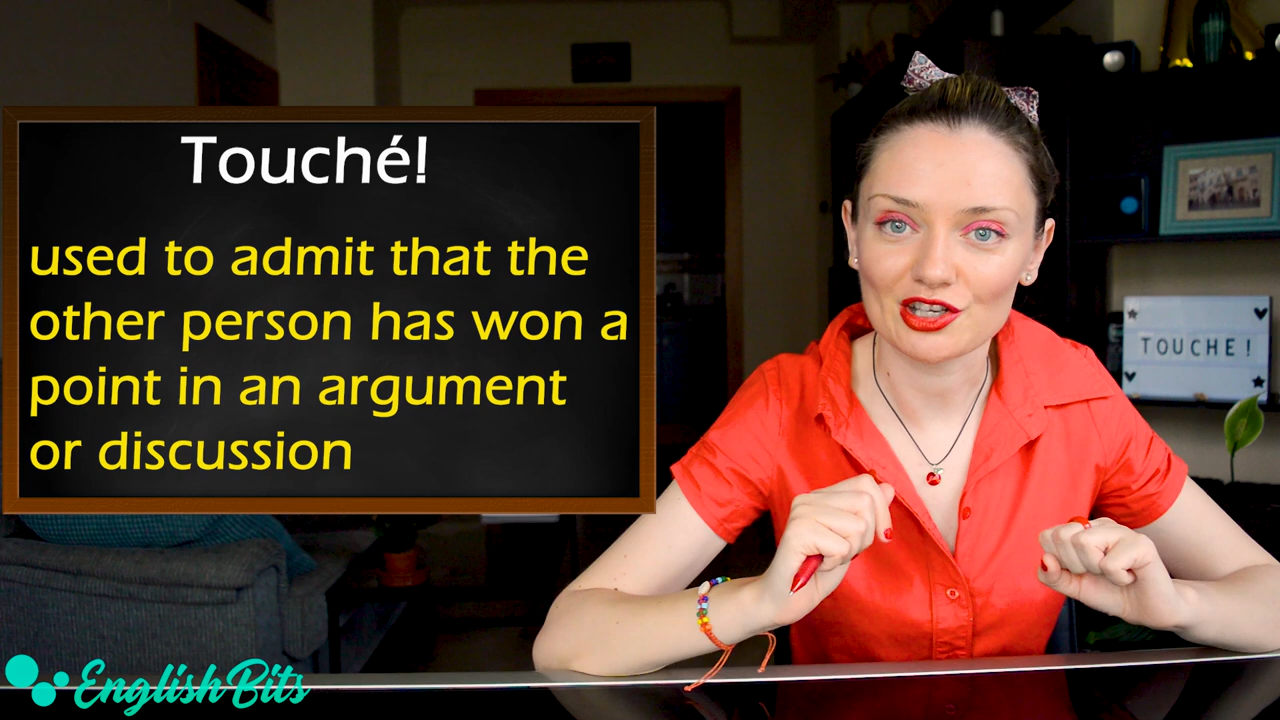 Touché!
used to admit that the
other person has won a
point in an argument
or discussion
TOUCHE!
EnglishBits